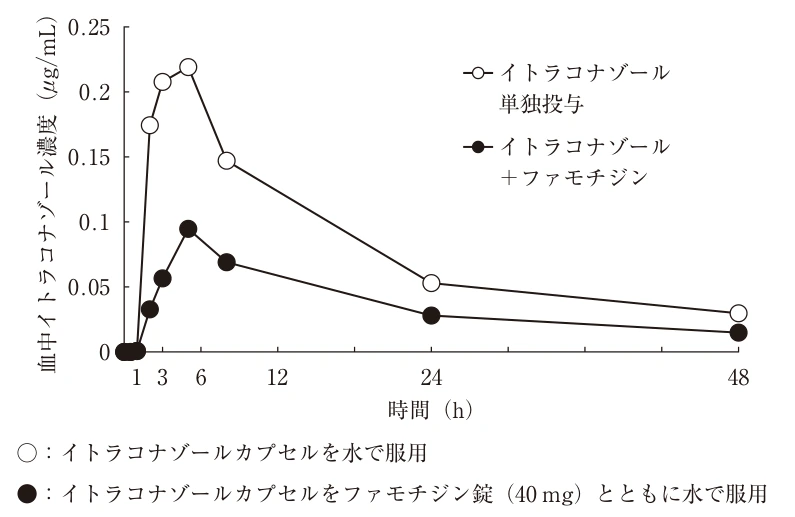 血中イトラコナゾール濃度（μg/mL）
0.25
0.2
0.15
0.1
0.05
0
イトラコナゾール
単独投与
イトラコナゾール
＋ファモチジン
1 3 6 12 24 48
時間（h）
○：イトラコナゾールカプセルを水で服用
●：イトラコナゾールカプセルをファモチジン錠（40 mg）とともに水で服用